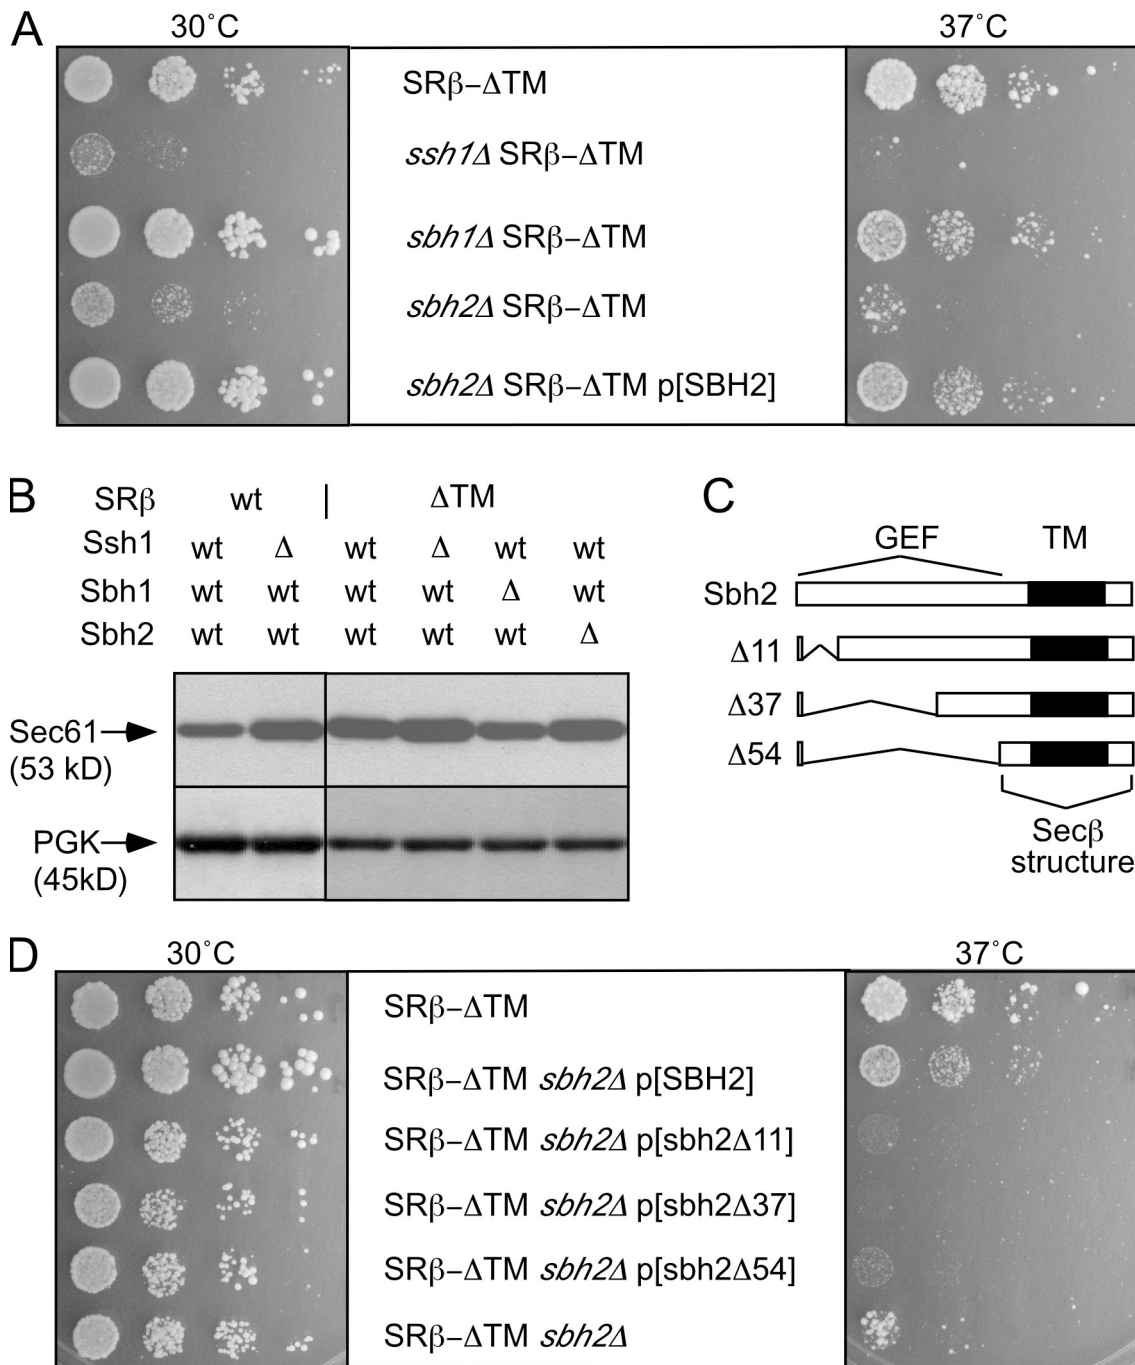 A
30˚C
37˚C
SRβ–ΔTM
ssh1Δ SRβ–ΔTM
sbh1Δ SRβ–ΔTM
sbh2Δ SRβ–ΔTM
sbh2Δ SRβ–ΔTM p[SBH2]
B
SRβ wt | ΔTM
Ssh1 wt Δ wt Δ wt wt
Sbh1 wt wt wt wt Δ wt
Sbh2 wt wt wt wt wt Δ
Sec61
(53 kD)
PGK
(45kD)
C
GEF TM
Sbh2
Δ11
Δ37
Δ54
Secβ
structure
D
30˚C
37˚C
SRβ–ΔTM
SRβ–ΔTM sbh2Δ p[SBH2]
SRβ–ΔTM sbh2Δ p[sbh2Δ11]
SRβ–ΔTM sbh2Δ p[sbh2Δ37]
SRβ–ΔTM sbh2Δ p[sbh2Δ54]
SRβ–ΔTM sbh2Δ